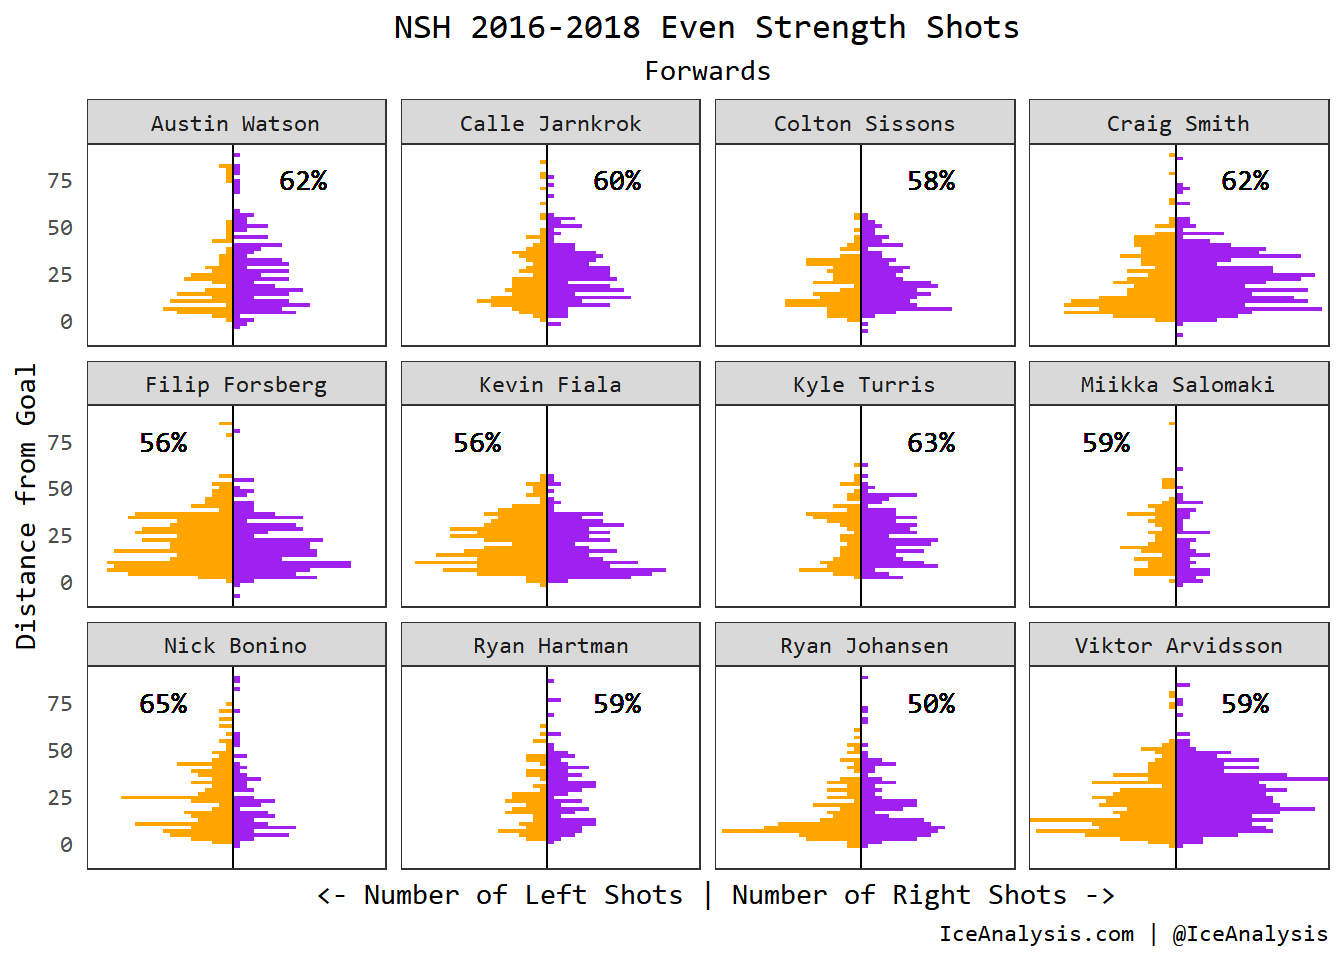 NSH 2016-2018 Even Strength Shots
Forwards
Austin Watson
Calle Jarnkrok
Colton Sissons
Craig Smith
75
50
25
0
62%
60%
58%
62%
Distance from Goal
Filip Forsberg
Kevin Fiala
Kyle Turris
Miikka Salomaki
75
50
25
0
56%
56%
63%
59%
Nick Bonino
Ryan Hartman
Ryan Johansen
Viktor Arvidsson
75
50
25
0
65%
59%
50%
59%
<- Number of Left Shots | Number of Right Shots ->
IceAnalysis.com | @IceAnalysis